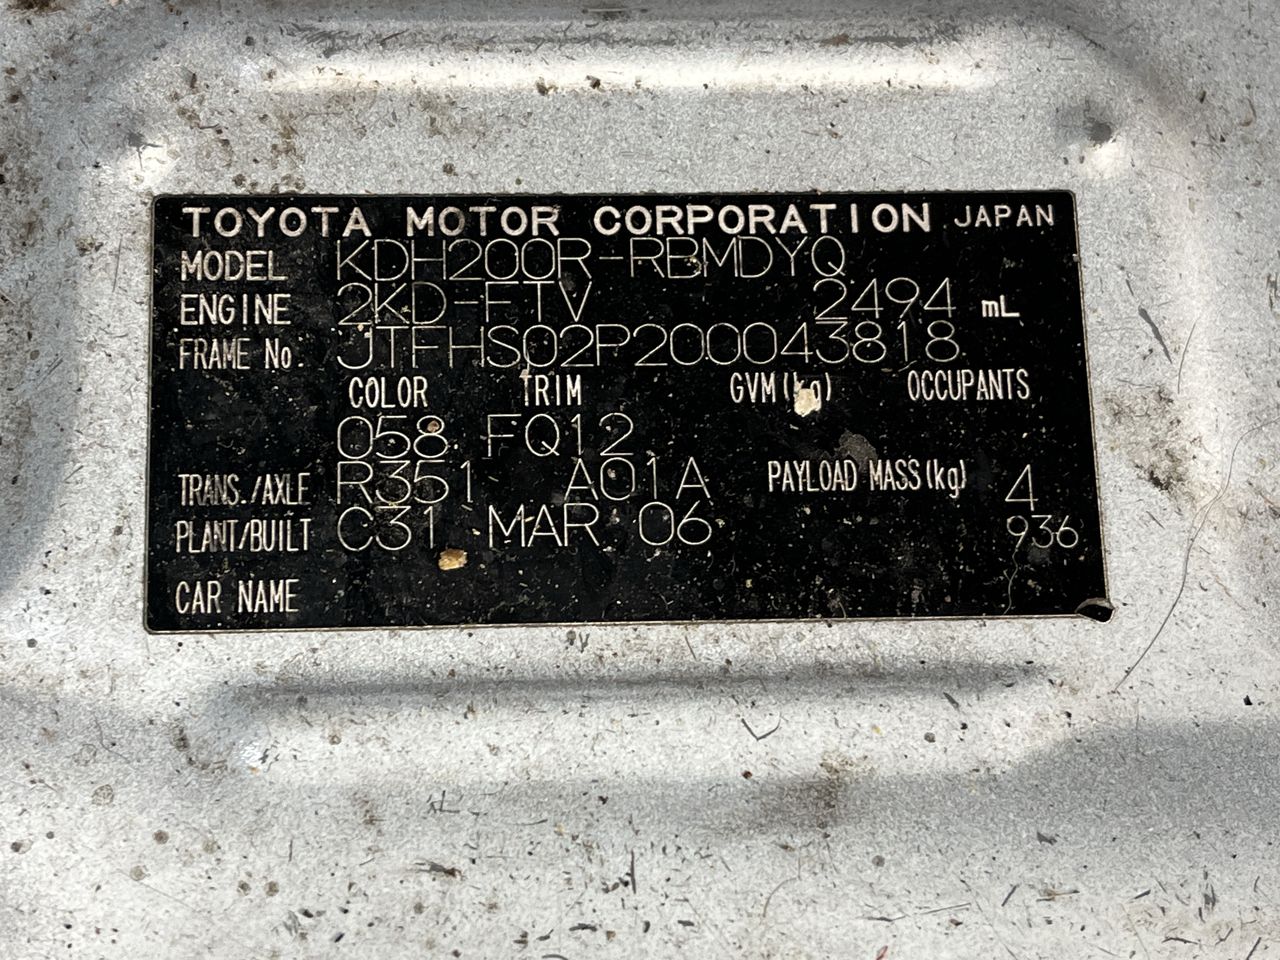 TOYOTA MOTOR CORPORATION JAPAN
MODEL KDH200R-RBMDYQ
ENGINE 2KD-FTV 2494 mL
FRAME No. JTFHS02P200043818
COLOR TRIM GVM(kg) OCCUPANTS
058 FQ12
TRANS./AXLE R351 A01A PAYLOAD MASS(kg) 4
PLANT/BUILT C31 MAR 06 936
CAR NAME